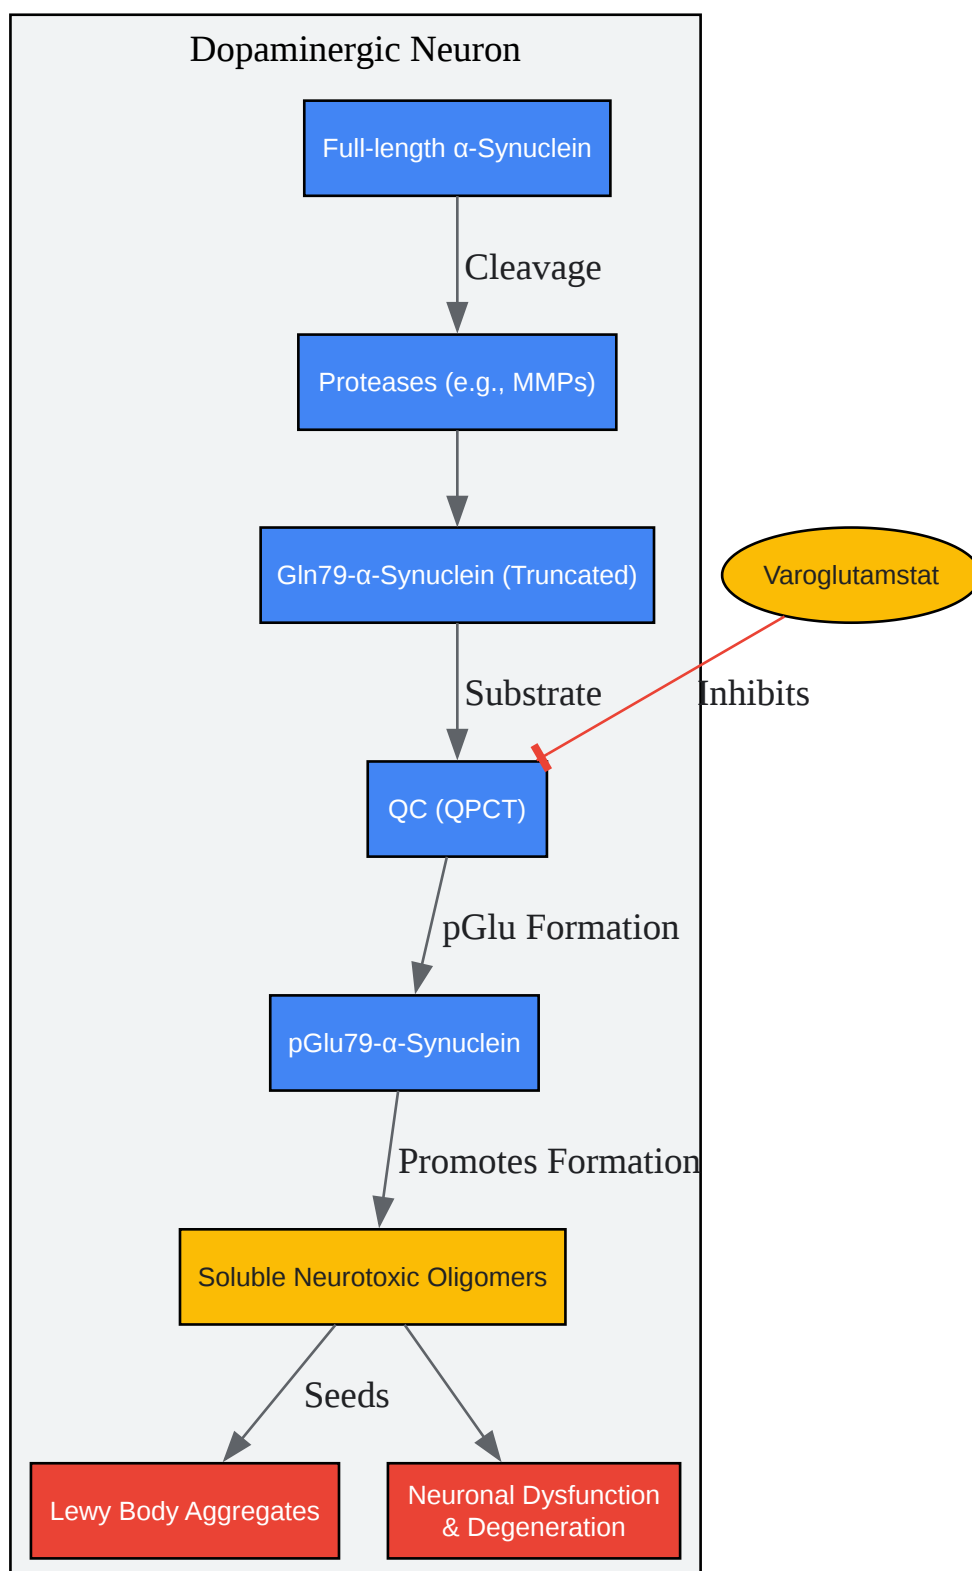 Dopaminergic Neuron
Full-length α-Synuclein
Cleavage
Proteases (e.g., MMPs)
Gln79-α-Synuclein (Truncated)
Varoglutamstat
Substrate
Inhibits
QC (QPCT)
pGlu Formation
pGlu79-α-Synuclein
Promotes Formation
Soluble Neurotoxic Oligomers
Seeds
Lewy Body Aggregates
Neuronal Dysfunction
& Degeneration